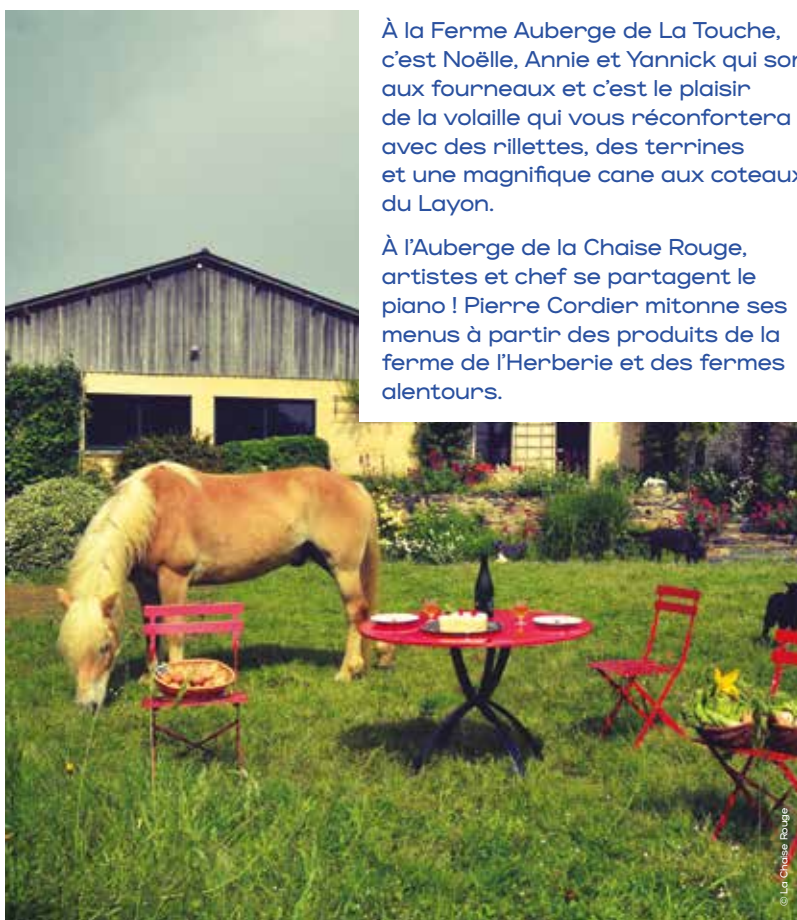 À la Ferme Auberge de La Touche,
c'est Noëlle, Annie et Yannick qui
aux fourneaux et c'est le plaisir
de la volaille qui vous réconfortera
avec des rillettes, des terrines
et une magnifique cane aux coteaux
du Layon.
À l'Auberge de la Chaise Rouge,
artistes et chef se partagent le
piano ! Pierre Cordier mitonne ses
menus à partir des produits de la
ferme de l'Herberie et des fermes
alentours.
© La Chaise Rouge